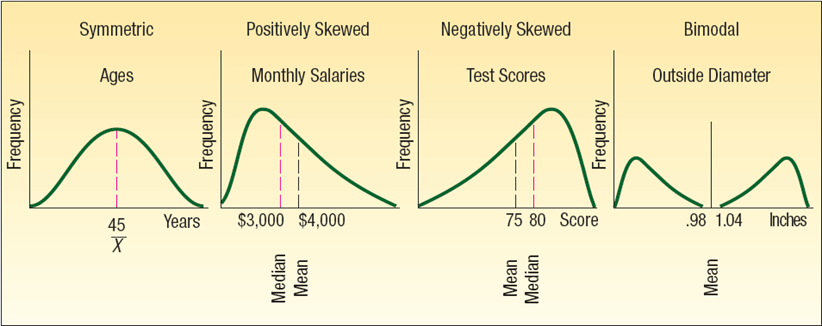 Symmetric
Positively Skewed
Negatively Skewed
Bimodal
Ages
Monthly Salaries
Test Scores
Outside Diameter
Frequency
Frequency
Frequency
Frequency
45
X̄
Years
$3,000
$4,000
75
80
Score
.98
1.04
Inches
Median
Mean
Mean
Median
Mean